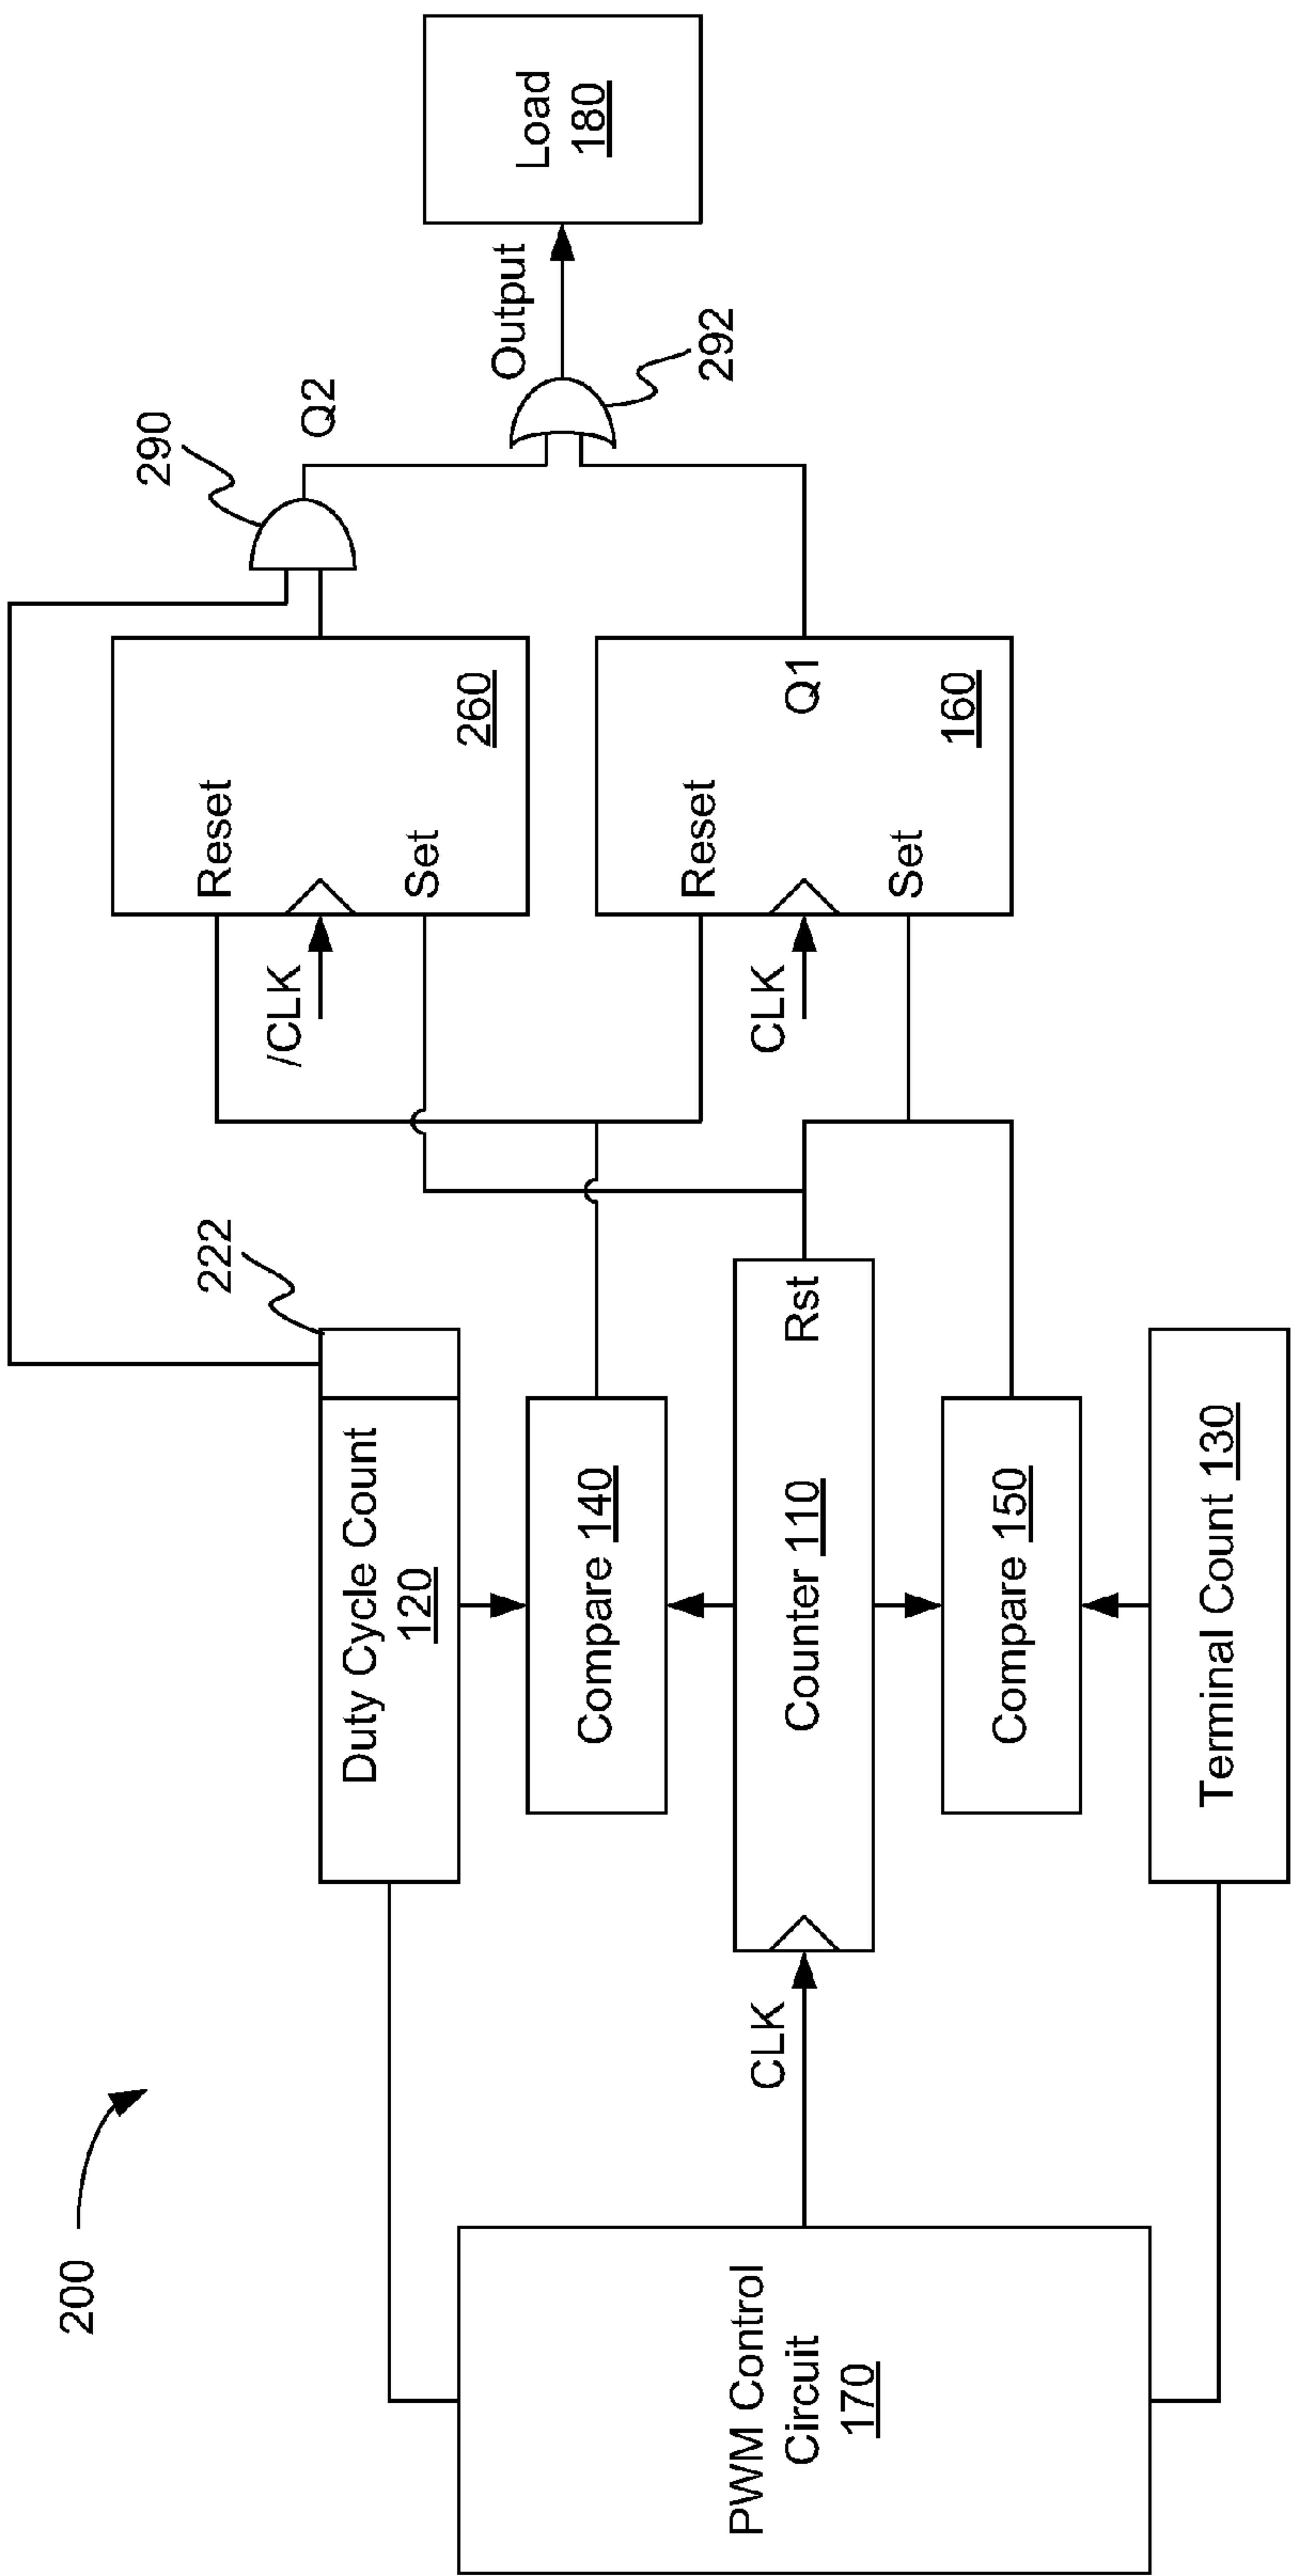 200
PWM Control
Circuit
170
CLK
Duty Cycle Count
120
222
Compare 140
Counter 110
Rst
Compare 150
Terminal Count 130
/CLK
Reset
Set
260
CLK
Reset
Set
Q1
160
290
Q2
292
Output
Load
180